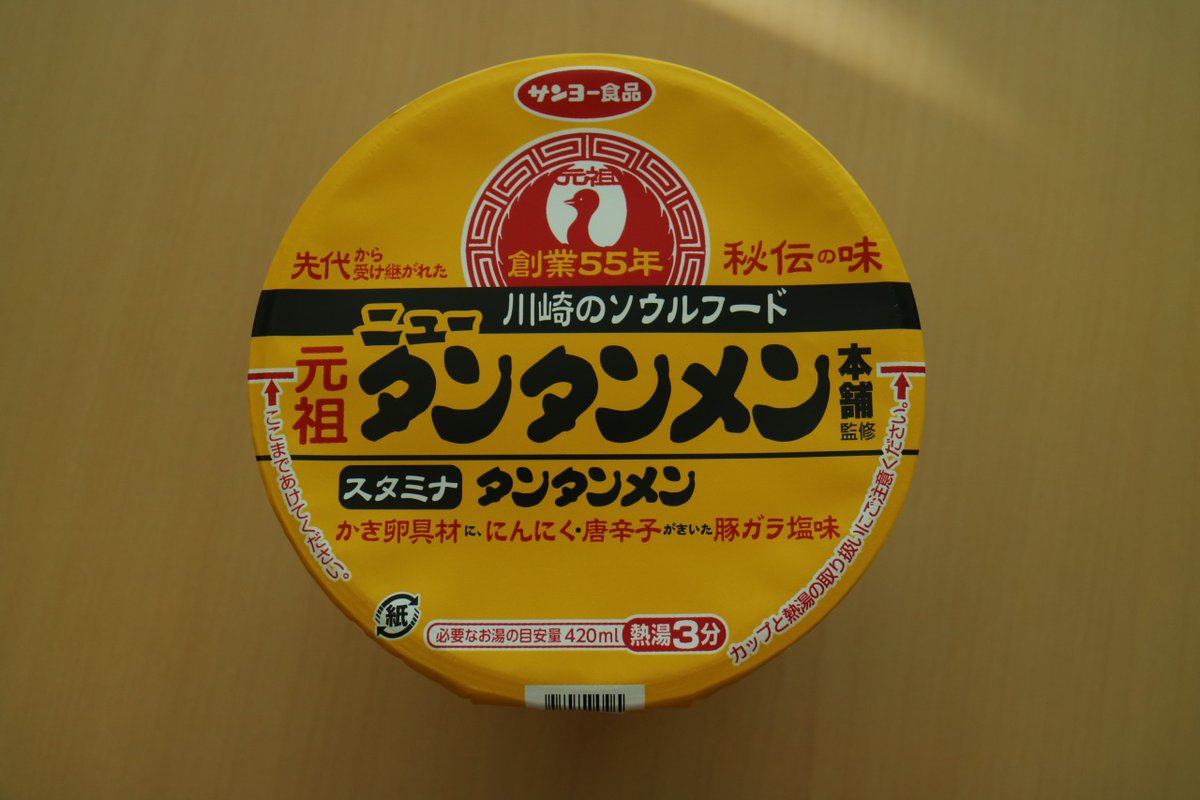 サンヨー食品
元祖
創業55年
先代から受け継がれた
秘伝の味
川崎のソウルフード
元祖
ニュー
タンタンメン
本舗
監修
スタミナ タンタンメン
かき卵具材に、にんにく・唐辛子がきいた豚ガラ塩味
ここまであけてください。
カップと熱湯の取り扱いにご注意ください。
紙
必要なお湯の目安量 420ml 熱湯3分